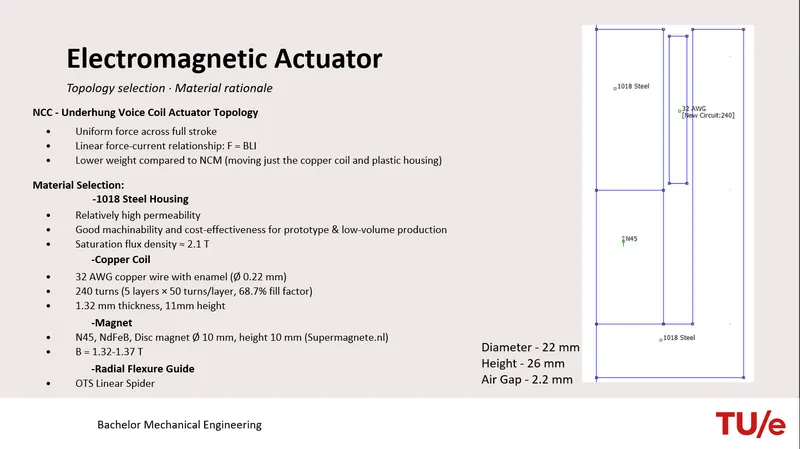 Electromagnetic Actuator
Topology selection · Material rationale
NCC - Underhung Voice Coil Actuator Topology
• Uniform force across full stroke
• Linear force-current relationship: F = BLI
• Lower weight compared to NCM (moving just the copper coil and plastic housing)
Material Selection:
-1018 Steel Housing
• Relatively high permeability
• Good machinability and cost-effectiveness for prototype & low-volume production
• Saturation flux density ≈ 2.1 T
-Copper Coil
• 32 AWG copper wire with enamel (Ø 0.22 mm)
• 240 turns (5 layers × 50 turns/layer, 68.7% fill factor)
• 1.32 mm thickness, 11mm height
-Magnet
• N45, NdFeB, Disc magnet Ø 10 mm, height 10 mm (Supermagnete.nl)
• B = 1.32-1.37 T
-Radial Flexure Guide
• OTS Linear Spider
1018 Steel
32 AWG
[New Circuit:240]
N45
1018 Steel
Diameter - 22 mm
Height - 26 mm
Air Gap - 2.2 mm
Bachelor Mechanical Engineering
TU/e